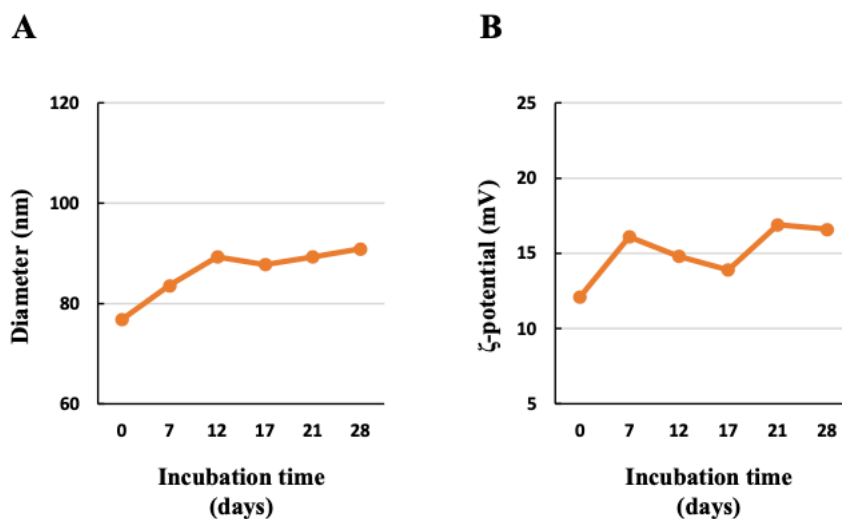 A
B
120
100
80
60
Diameter (nm)
0 7 12 17 21 28
Incubation time
(days)
25
20
15
10
5
ζ-potential (mV)
0 7 12 17 21 28
Incubation time
(days)